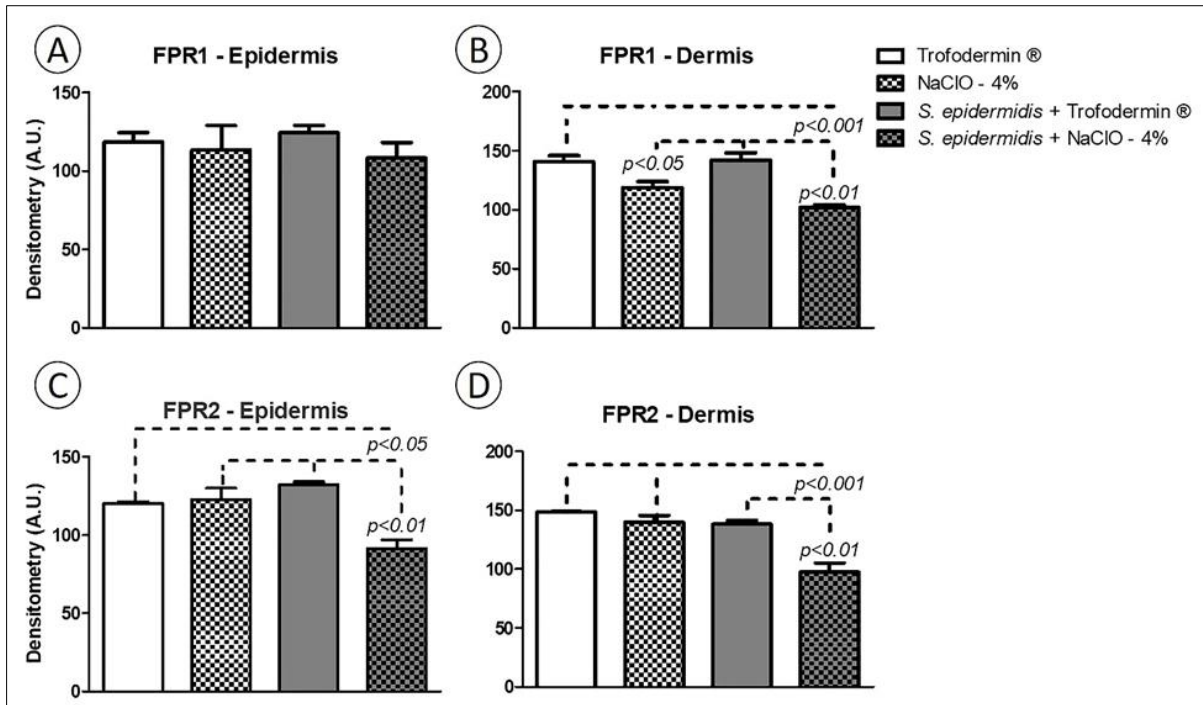 A
FPR1 - Epidermis
Densitometry (A.U.)
150
100
50
0
B
FPR1 - Dermis
200
150
100
50
0
p<0.001
p<0.05
p<0.01
Trofodermin ®
NaClO - 4%
S. epidermidis + Trofodermin ®
S. epidermidis + NaClO - 4%
C
FPR2 - Epidermis
Densitometry (A.U.)
150
100
50
0
p<0.05
p<0.01
D
FPR2 - Dermis
200
150
100
50
0
p<0.001
p<0.01